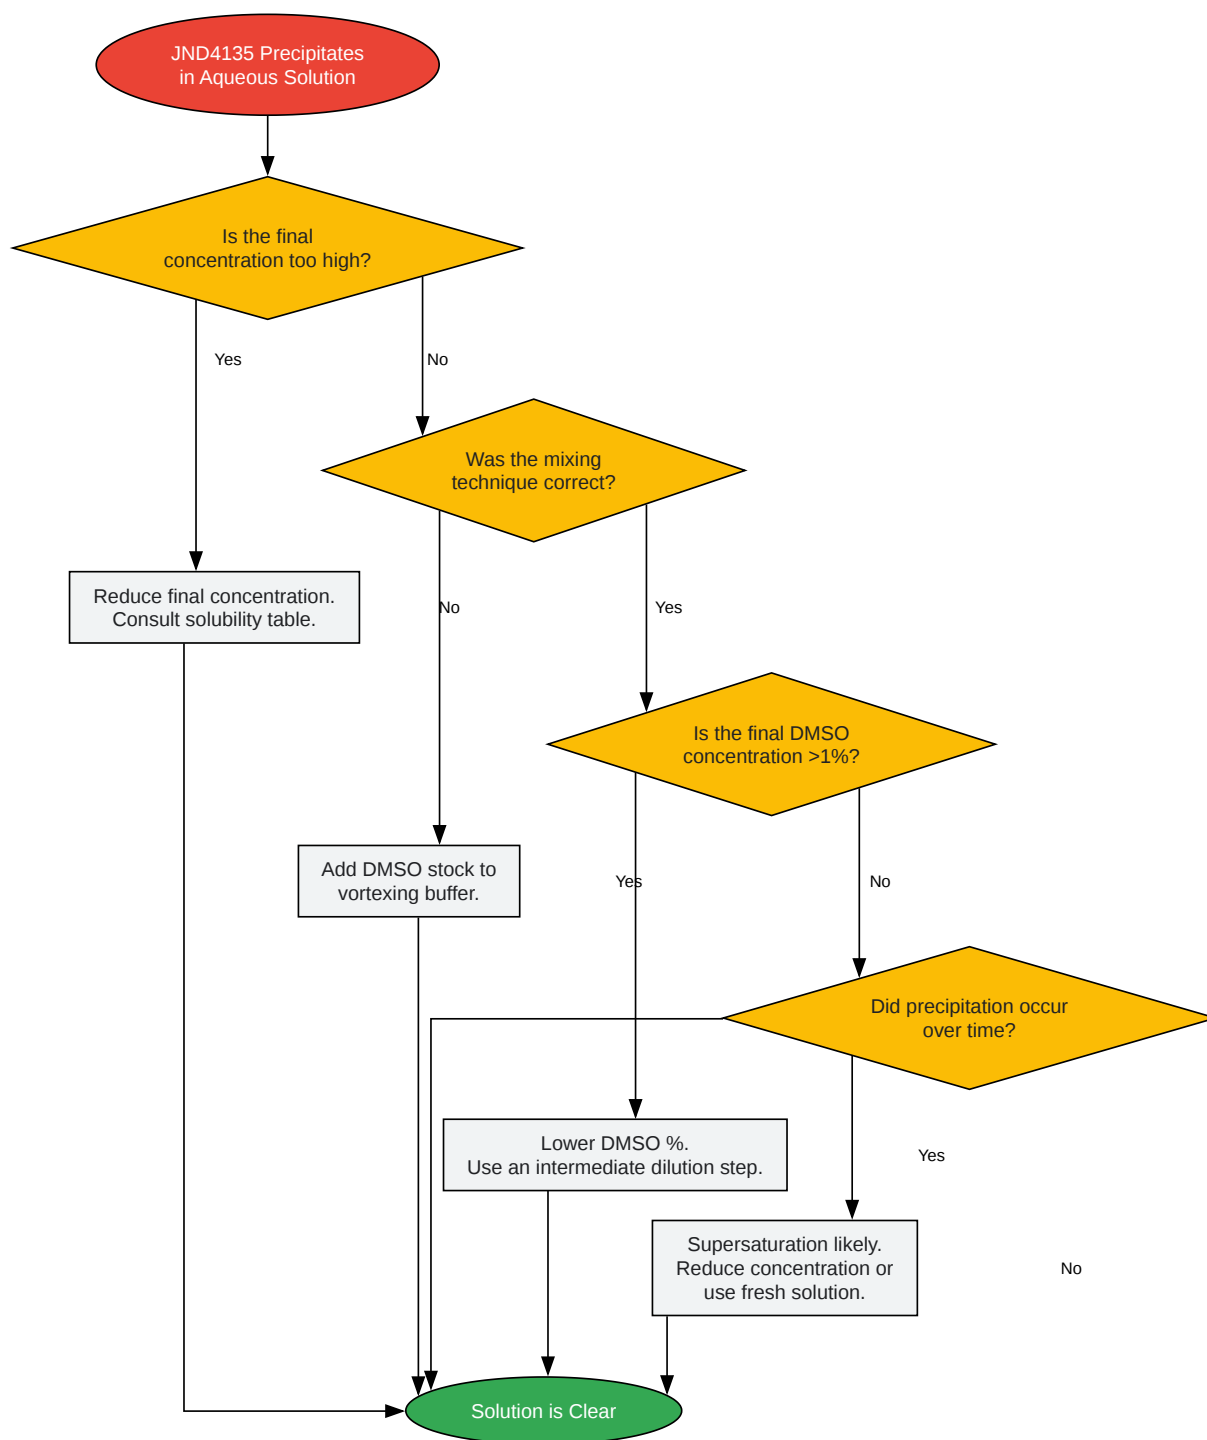 JND4135 Precipitates
in Aqueous Solution
Is the final
concentration too high?
Yes
No
Was the mixing
technique correct?
Reduce final concentration.
Consult solubility table.
No
Yes
Is the final DMSO
concentration >1%?
Add DMSO stock to
vortexing buffer.
Yes
No
Did precipitation occur
over time?
Lower DMSO %.
Use an intermediate dilution step.
Yes
Supersaturation likely.
Reduce concentration or
use fresh solution.
No
Solution is Clear